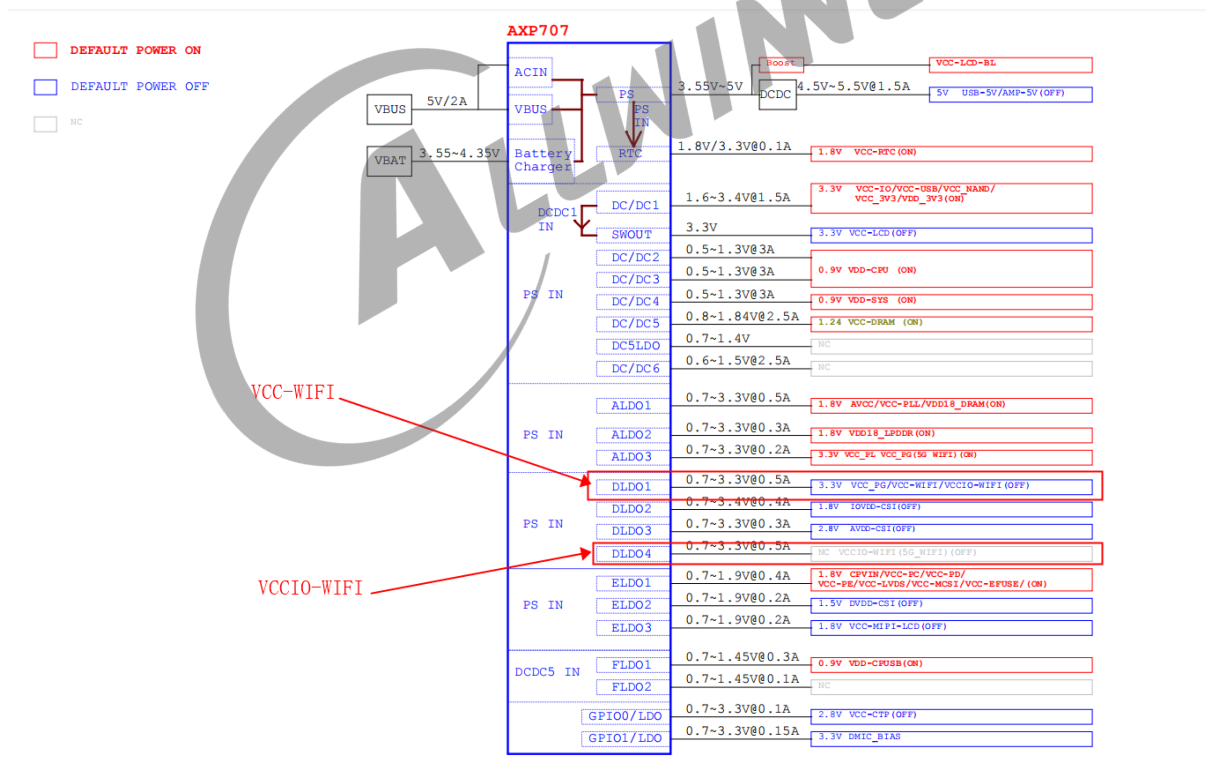 AXP707
DEFAULT POWER ON
DEFAULT POWER OFF
NC
ALLWINNE
VBUS
5V/2A
VBAT
3.55~4.35V
ACIN
VBUS
Battery
Charger
PS
PS
IN
RTC
3.55V~5V
Boost
VCC-LCD-BL
DCDC
4.5V~5.5V@1.5A
5V USB-5V/AMP-5V(OFF)
1.8V/3.3V@0.1A
1.8V VCC-RTC(ON)
DCDC1
IN
PS IN
DC/DC1
1.6~3.4V@1.5A
3.3V VCC-IO/VCC-USB/VCC_NAND/
VCC_3V3/VDD_3V3(ON)
SWOUT
3.3V
3.3V VCC-LCD(OFF)
DC/DC2
0.5~1.3V@3A
DC/DC3
0.5~1.3V@3A
0.9V VDD-CPU (ON)
DC/DC4
0.5~1.3V@3A
0.9V VDD-SYS (ON)
DC/DC5
0.8~1.84V@2.5A
1.24 VCC-DRAM (ON)
DC5LDO
0.7~1.4V
NC
DC/DC6
0.6~1.5V@2.5A
NC
VCC-WIFI
PS IN
ALDO1
0.7~3.3V@0.5A
1.8V AVCC/VCC-PLL/VDD18_DRAM(ON)
ALDO2
0.7~3.3V@0.3A
1.8V VDD18_LPDDR(ON)
ALDO3
0.7~3.3V@0.2A
3.3V VCC_PL VCC_PG(5G WIFI)(ON)
PS IN
DLDO1
0.7~3.3V@0.5A
3.3V VCC_PG/VCC-WIFI/VCCIO-WIFI(OFF)
DLDO2
0.7~3.4V@0.4A
1.8V IOVDD-CSI(OFF)
DLDO3
0.7~3.3V@0.3A
2.8V AVDD-CSI(OFF)
DLDO4
0.7~3.3V@0.5A
NC VCCIO-WIFI(5G_WIFI)(OFF)
VCCIO-WIFI
PS IN
ELDO1
0.7~1.9V@0.4A
1.8V CPVIN/VCC-PC/VCC-PD/
VCC-PE/VCC-LVDS/VCC-MCSI/VCC-EFUSE/(ON)
ELDO2
0.7~1.9V@0.2A
1.5V DVDD-CSI(OFF)
ELDO3
0.7~1.9V@0.2A
1.8V VCC-MIPI-LCD(OFF)
DCDC5 IN
FLDO1
0.7~1.45V@0.3A
0.9V VDD-CPUSB(ON)
FLDO2
0.7~1.45V@0.1A
NC
GPIO0/LDO
0.7~3.3V@0.1A
2.8V VCC-CTP(OFF)
GPIO1/LDO
0.7~3.3V@0.15A
3.3V DMIC_BIAS